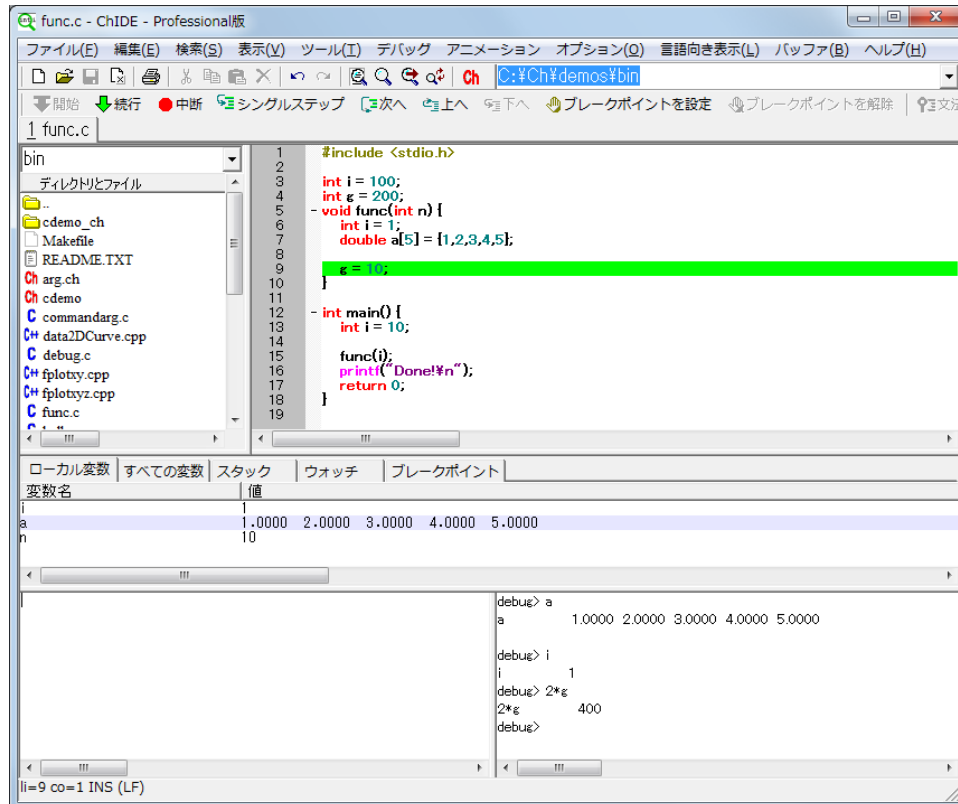 func.c - ChIDE - Professional版
ファイル(F) 編集(E) 検索(S) 表示(V) ツール(T) デバッグ アニメーション オプション(O) 言語向き表示(L) バッファ(B) ヘルプ(H)
Ch C:¥Ch¥demos¥bin
開始 続行 中断 シングルステップ 次へ 上へ 下へ ブレークポイントを設定 ブレークポイントを解除 文法
1 func.c
bin
ディレクトリとファイル
..
cdemo_ch
Makefile
README.TXT
Ch arg.ch
Ch cdemo
C commandarg.c
C++ data2DCurve.cpp
C debug.c
C++ fplotxy.cpp
C++ fplotxyz.cpp
C func.c
1 #include <stdio.h>
2
3 int i = 100;
4 int g = 200;
5 - void func(int n) {
6 int i = 1;
7 double a[5] = {1,2,3,4,5};
8
9 g = 10;
10 }
11
12 - int main() {
13 int i = 10;
14
15 func(i);
16 printf("Done!¥n");
17 return 0;
18 }
19
ローカル変数 すべての変数 スタック ウォッチ ブレークポイント
変数名 値
i 1
a 1.0000 2.0000 3.0000 4.0000 5.0000
n 10
debug> a
a 1.0000 2.0000 3.0000 4.0000 5.0000
debug> i
i 1
debug> 2*g
2*g 400
debug>
li=9 co=1 INS (LF)